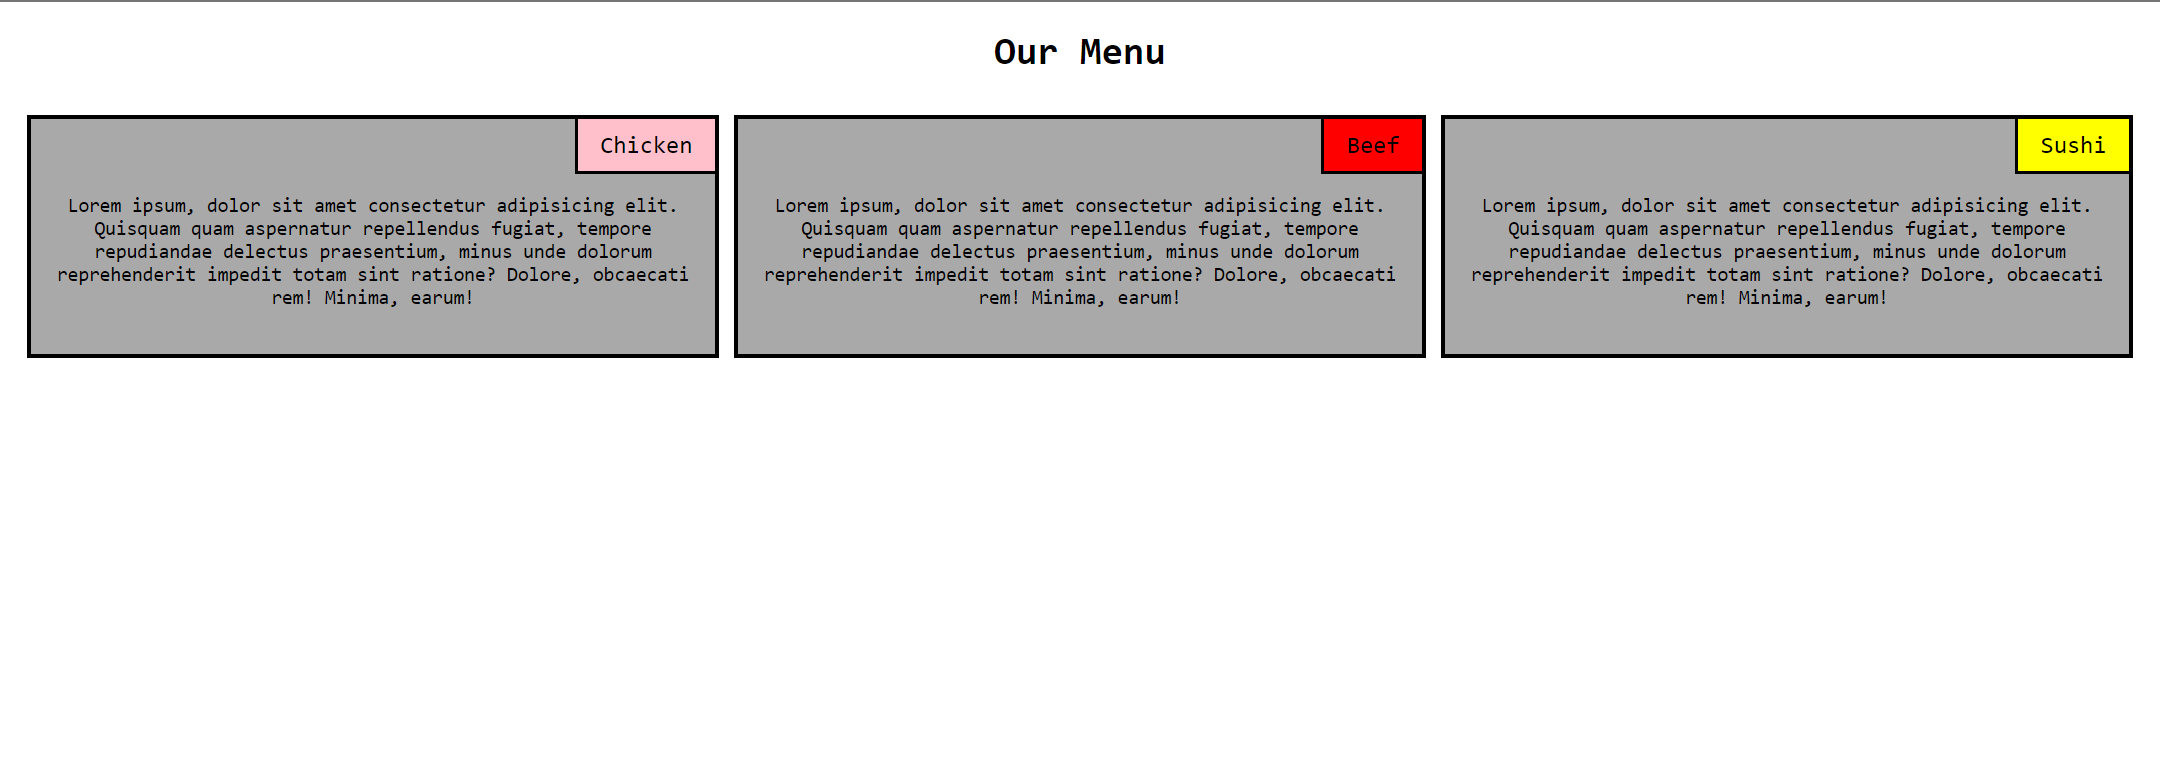 Our Menu
Chicken
Lorem ipsum, dolor sit amet consectetur adipisicing elit.
Quisquam quam aspernatur repellendus fugiat, tempore
repudiandae delectus praesentium, minus unde dolorum
reprehenderit impedit totam sint ratione? Dolore, obcaecati
rem! Minima, earum!
Beef
Lorem ipsum, dolor sit amet consectetur adipisicing elit.
Quisquam quam aspernatur repellendus fugiat, tempore
repudiandae delectus praesentium, minus unde dolorum
reprehenderit impedit totam sint ratione? Dolore, obcaecati
rem! Minima, earum!
Sushi
Lorem ipsum, dolor sit amet consectetur adipisicing elit.
Quisquam quam aspernatur repellendus fugiat, tempore
repudiandae delectus praesentium, minus unde dolorum
reprehenderit impedit totam sint ratione? Dolore, obcaecati
rem! Minima, earum!